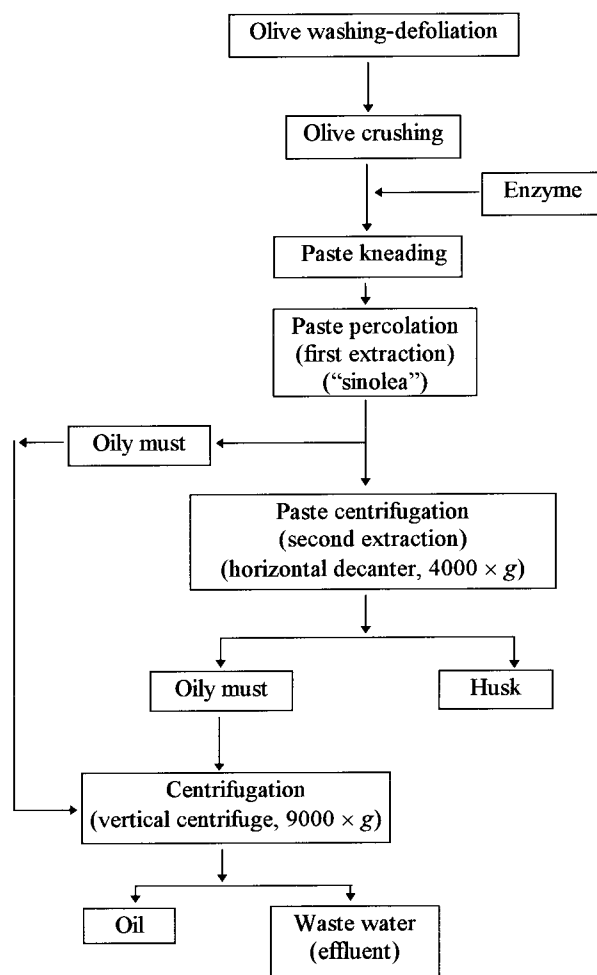 Olive washing-defoliation
Olive crushing
Enzyme
Paste kneading
Paste percolation
(first extraction)
(“sinolea”)
Oily must
Paste centrifugation
(second extraction)
(horizontal decanter, 4000 × g)
Oily must
Husk
Centrifugation
(vertical centrifuge, 9000 × g)
Oil
Waste water
(effluent)